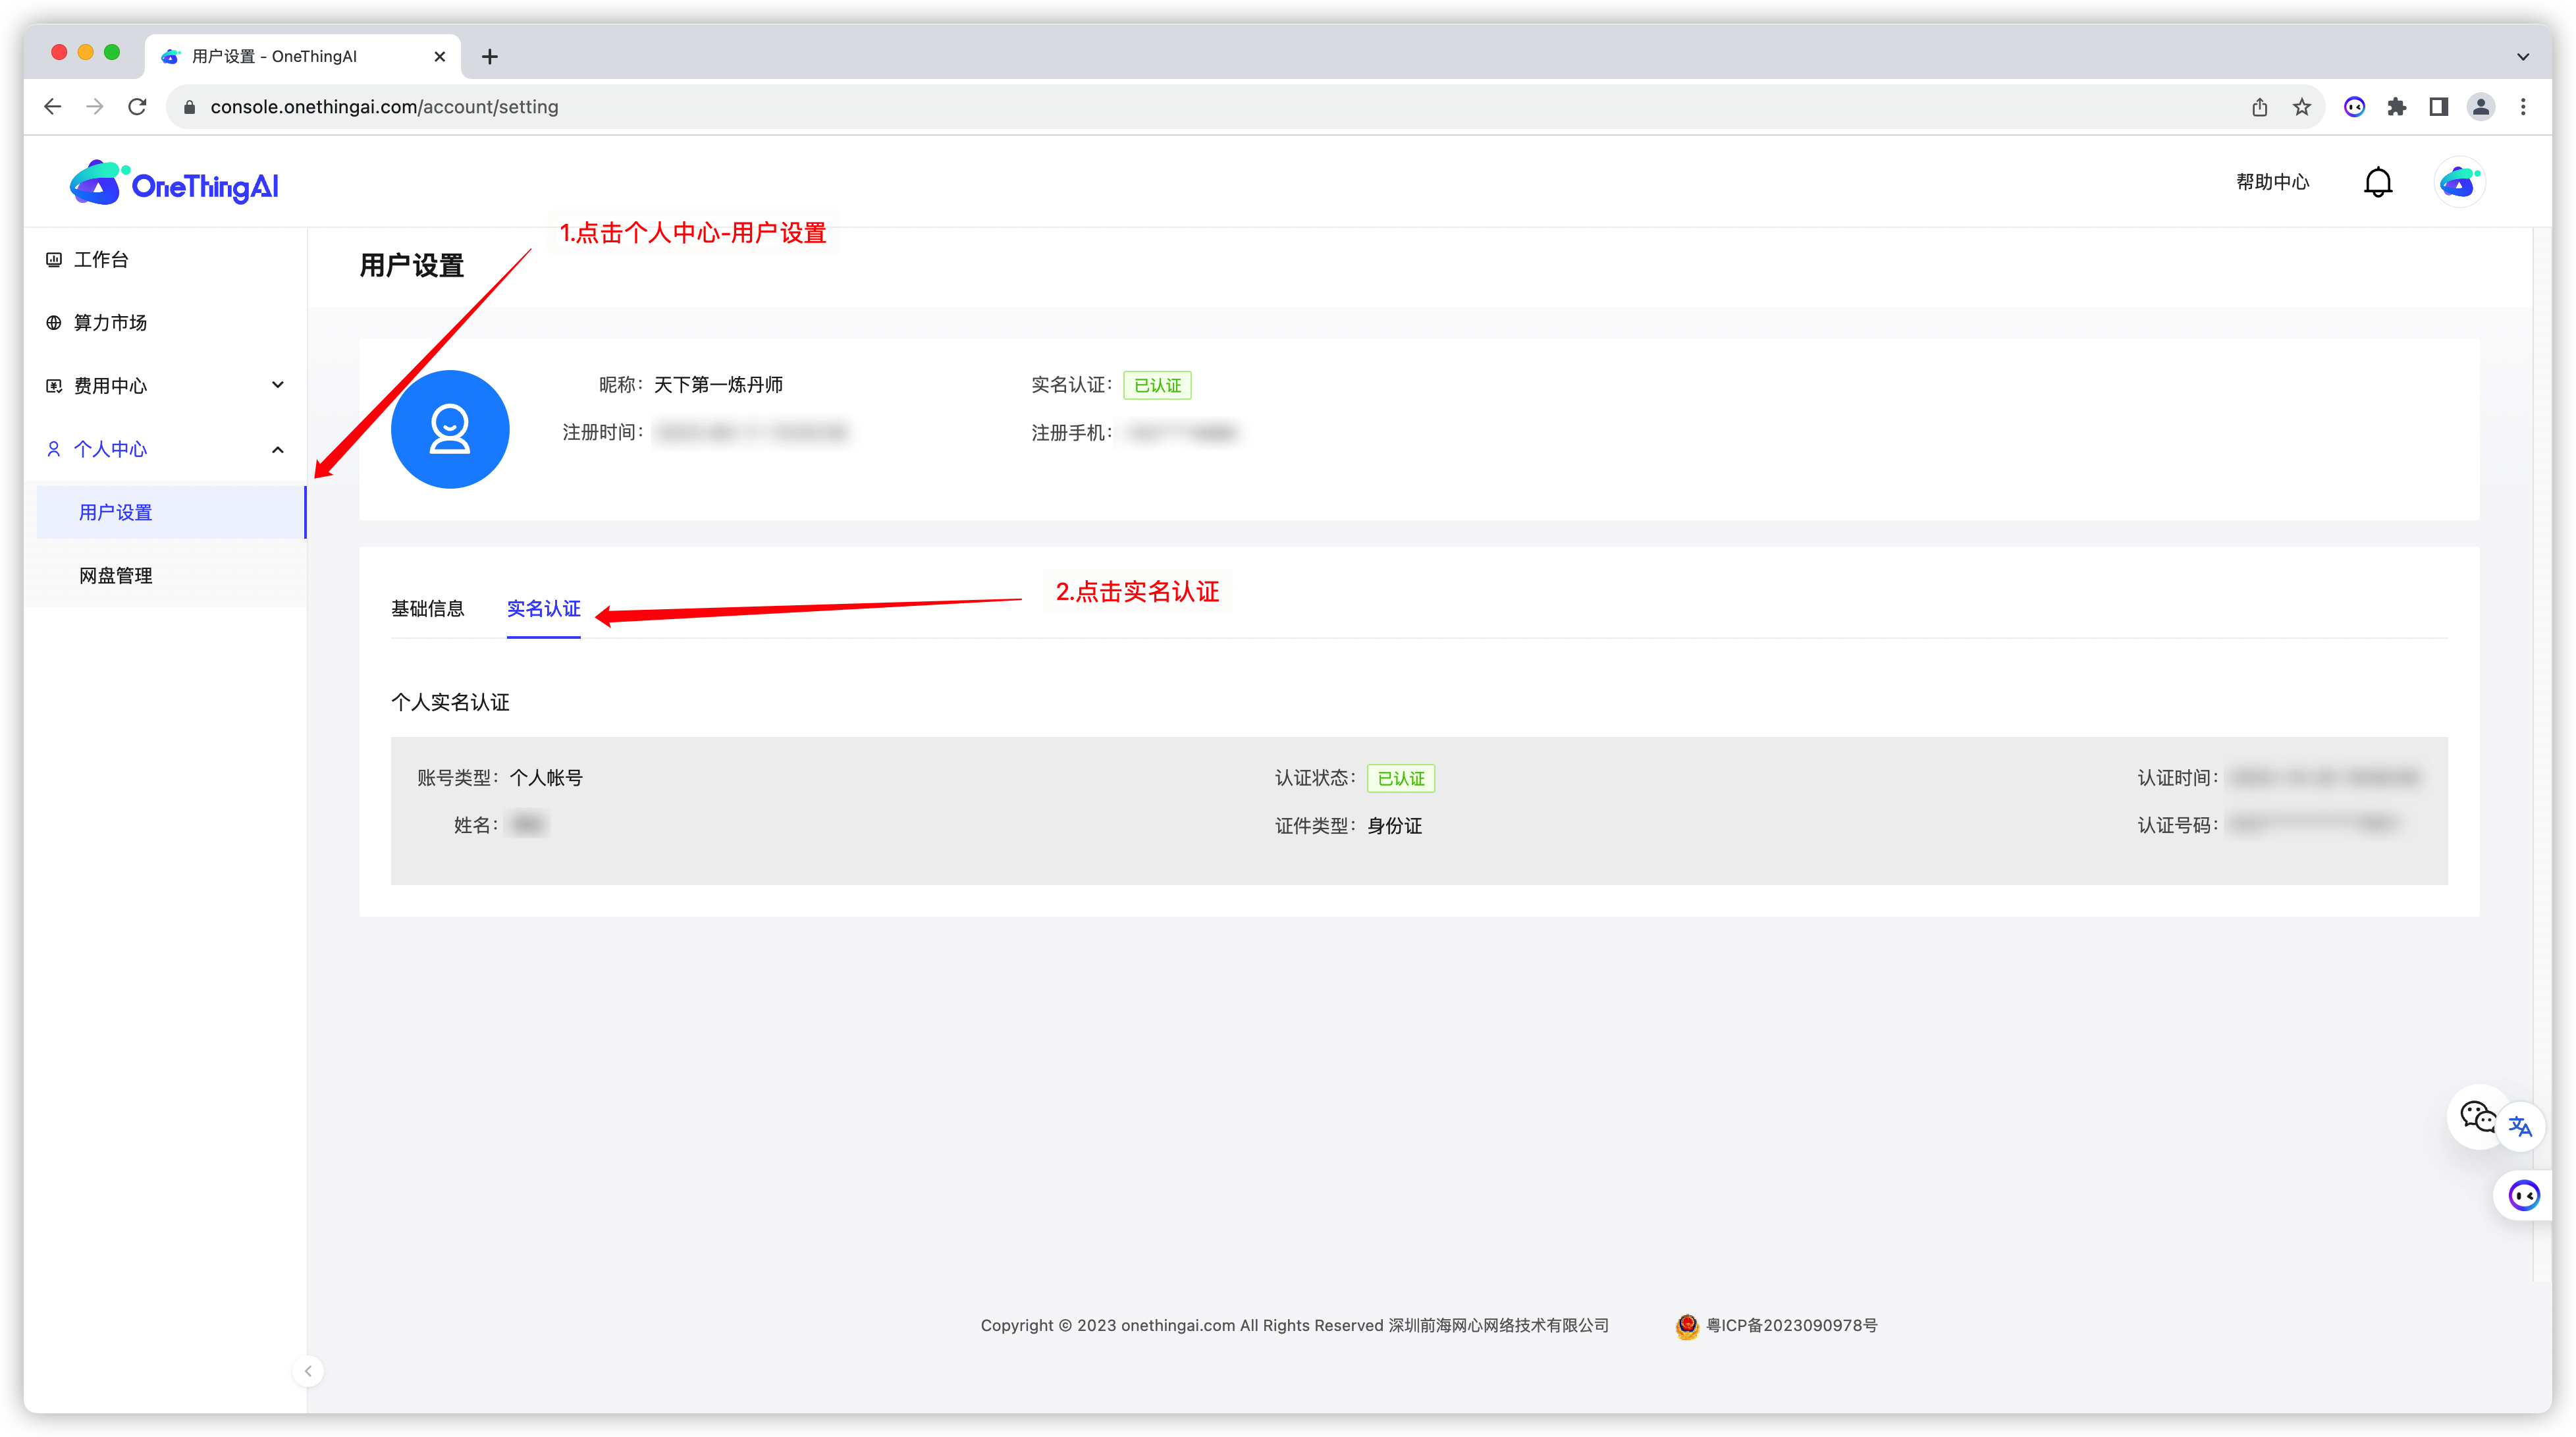 用户设置 - OneThingAI
console.onethingai.com/account/setting
OneThingAI
帮助中心
1.点击个人中心-用户设置
工作台
用户设置
算力市场
费用中心
昵称: 天下第一炼丹师
实名认证: 已认证
注册时间:
注册手机:
个人中心
用户设置
网盘管理
2.点击实名认证
基础信息
实名认证
个人实名认证
账号类型: 个人帐号
认证状态: 已认证
认证时间:
姓名:
证件类型: 身份证
认证号码:
文A
Copyright © 2023 onethingai.com All Rights Reserved 深圳前海网心网络技术有限公司
粤ICP备2023090978号